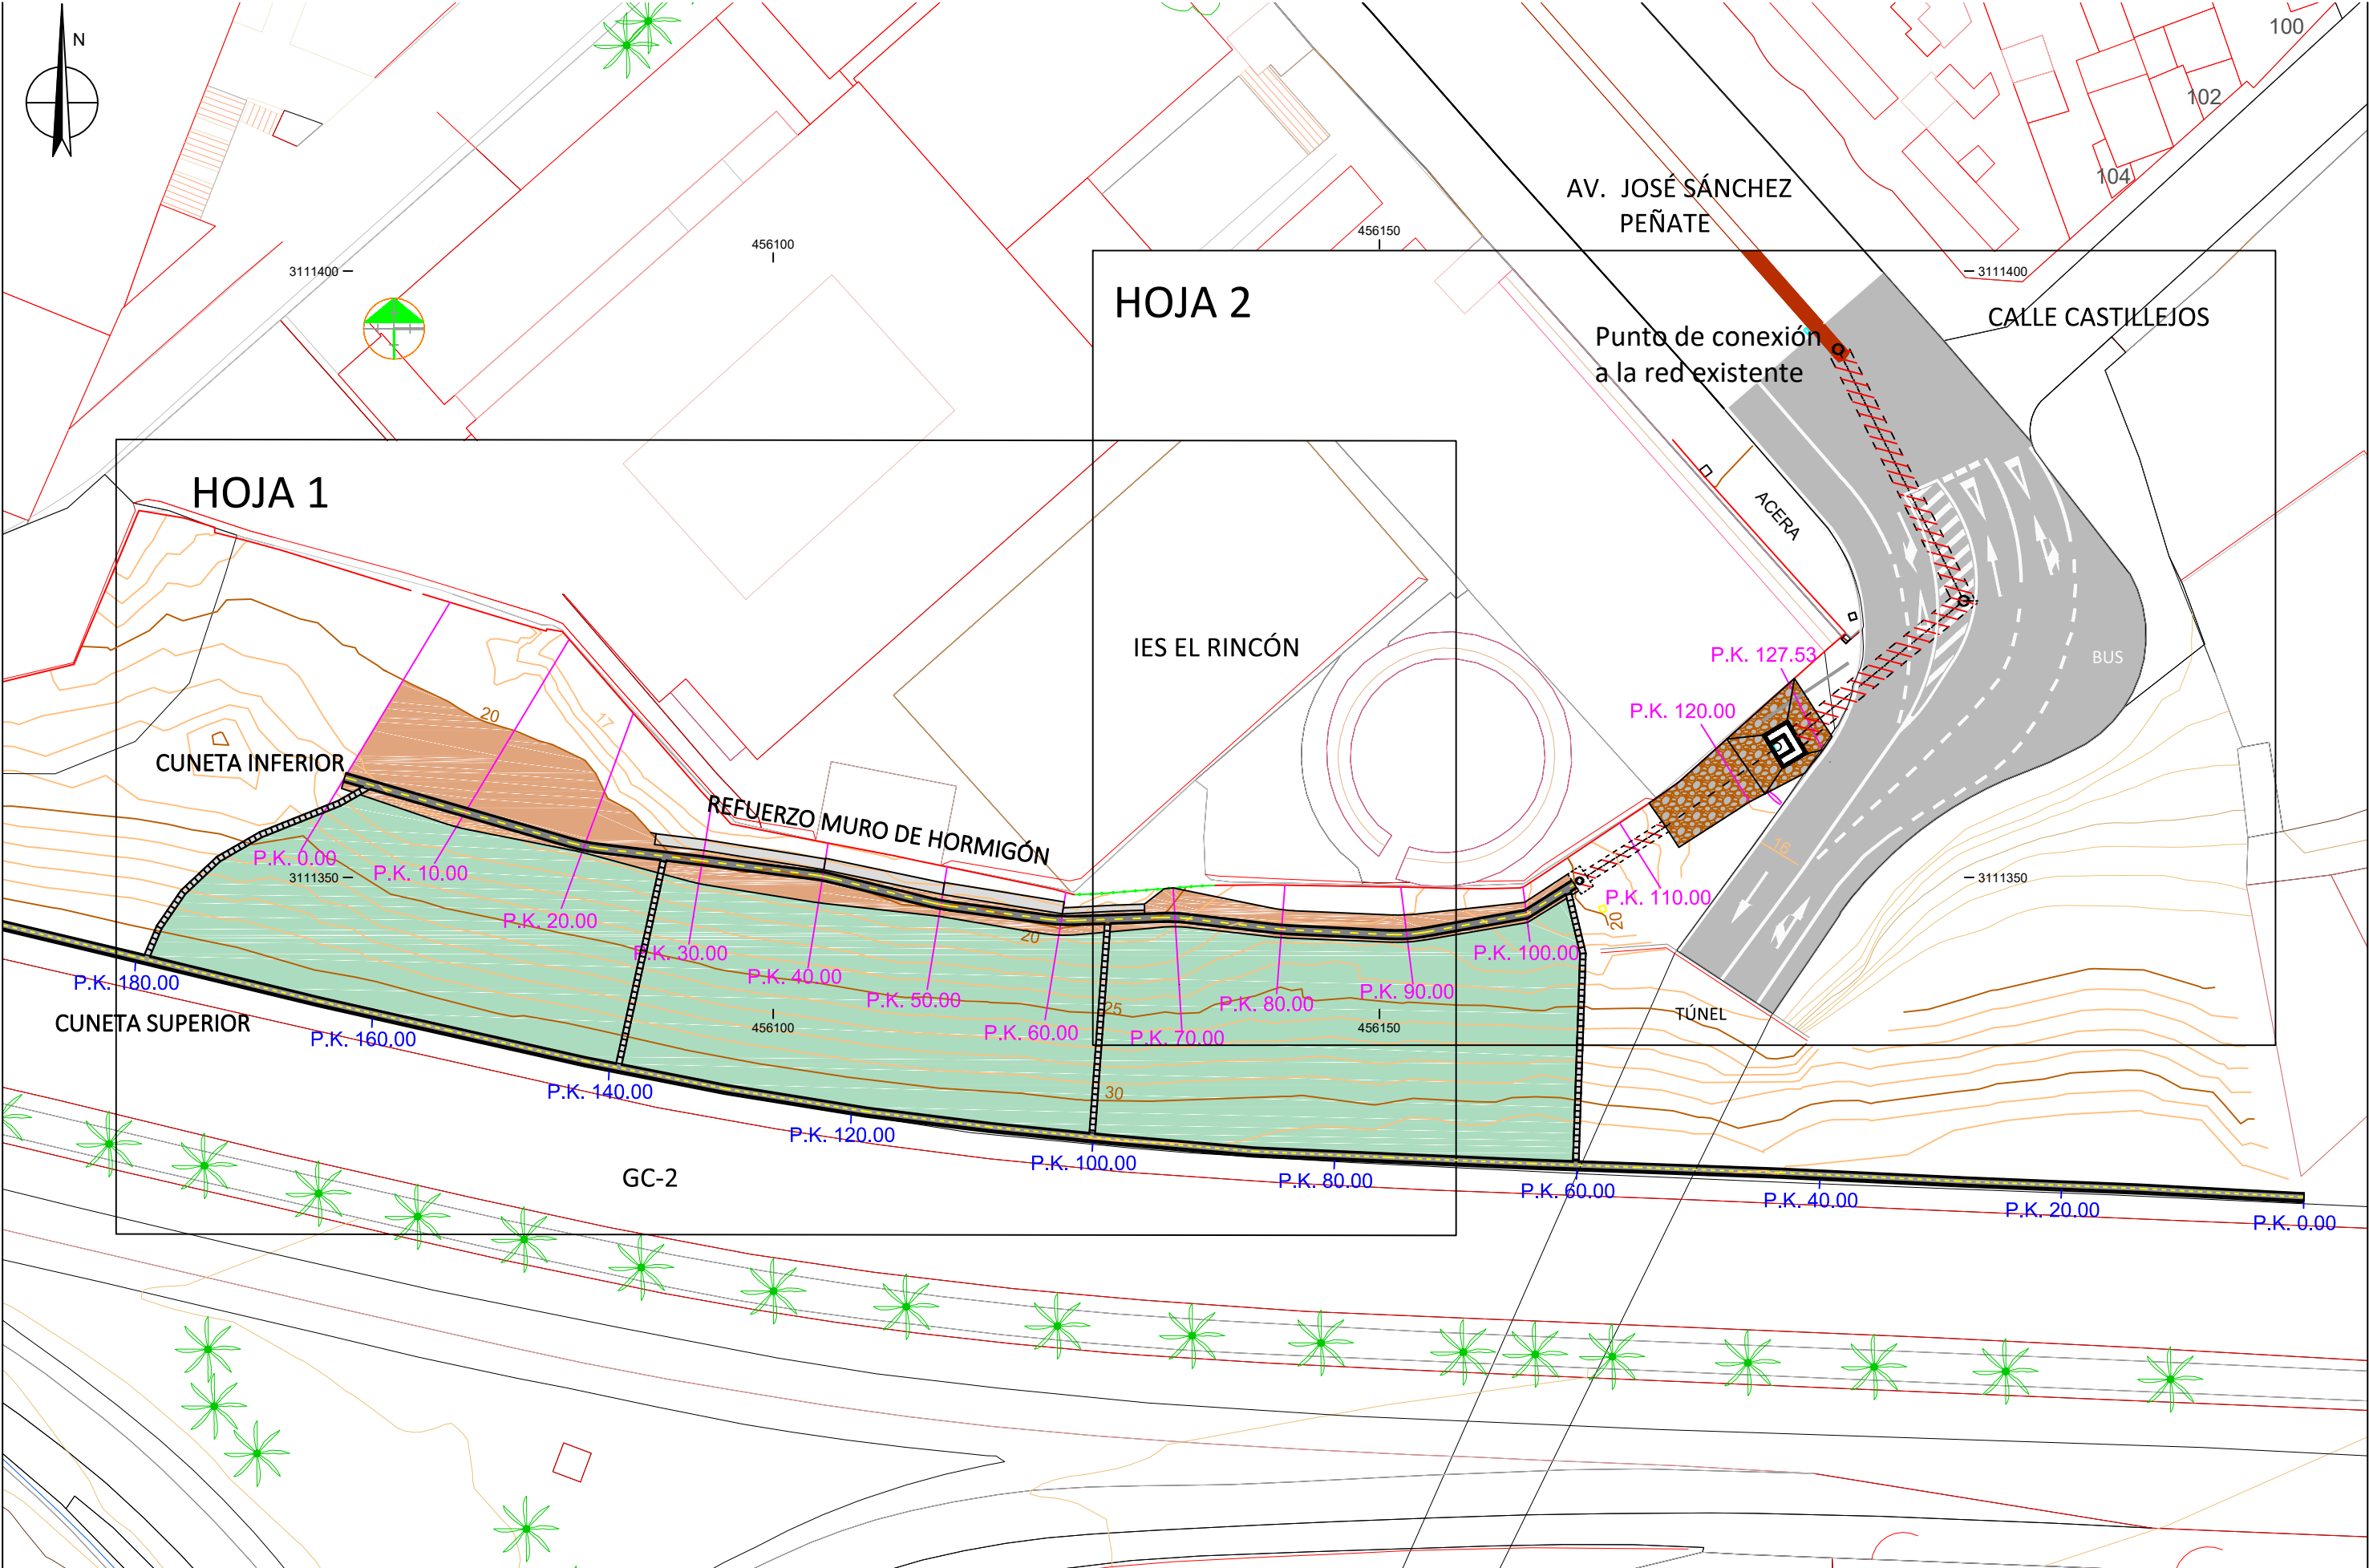 N
100
102
104
AV. JOSÉ SÁNCHEZ
PEÑATE
456100
456150
3111400
3111400
HOJA 2
CALLE CASTILLEJOS
Punto de conexión
a la red existente
HOJA 1
ACERA
IES EL RINCÓN
P.K. 127.53
BUS
P.K. 120.00
20
17
CUNETA INFERIOR
REFUERZO MURO DE HORMIGÓN
16
P.K. 0.00
P.K. 10.00
3111350
3111350
P.K. 110.00
P.K. 20.00
20
20
P.K. 30.00
P.K. 100.00
P.K. 40.00
P.K. 180.00
P.K. 50.00
P.K. 90.00
P.K. 80.00
25
TÚNEL
CUNETA SUPERIOR
456100
456150
P.K. 60.00
P.K. 70.00
P.K. 160.00
P.K. 140.00
30
P.K. 120.00
P.K. 100.00
GC-2
P.K. 80.00
P.K. 60.00
P.K. 40.00
P.K. 20.00
P.K. 0.00